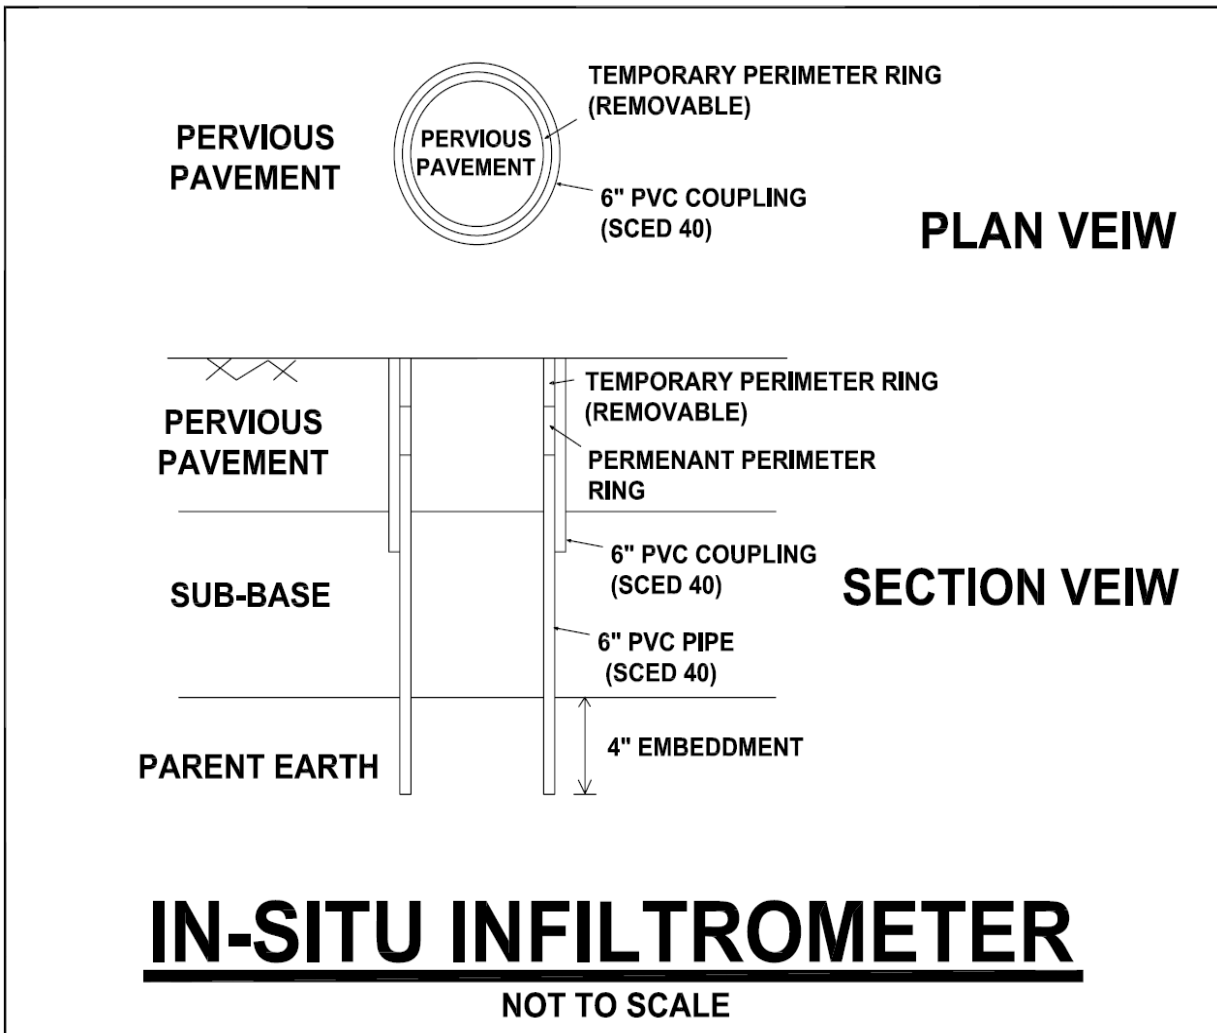 PERVIOUS
PAVEMENT
PERVIOUS
PAVEMENT
TEMPORARY PERIMETER RING
(REMOVABLE)
6" PVC COUPLING
(SCED 40)
PLAN VEIW
PERVIOUS
PAVEMENT
TEMPORARY PERIMETER RING
(REMOVABLE)
PERMENANT PERIMETER
RING
SUB-BASE
6" PVC COUPLING
(SCED 40)
SECTION VEIW
6" PVC PIPE
(SCED 40)
PARENT EARTH
4" EMBEDDMENT
IN-SITU INFILTROMETER
NOT TO SCALE